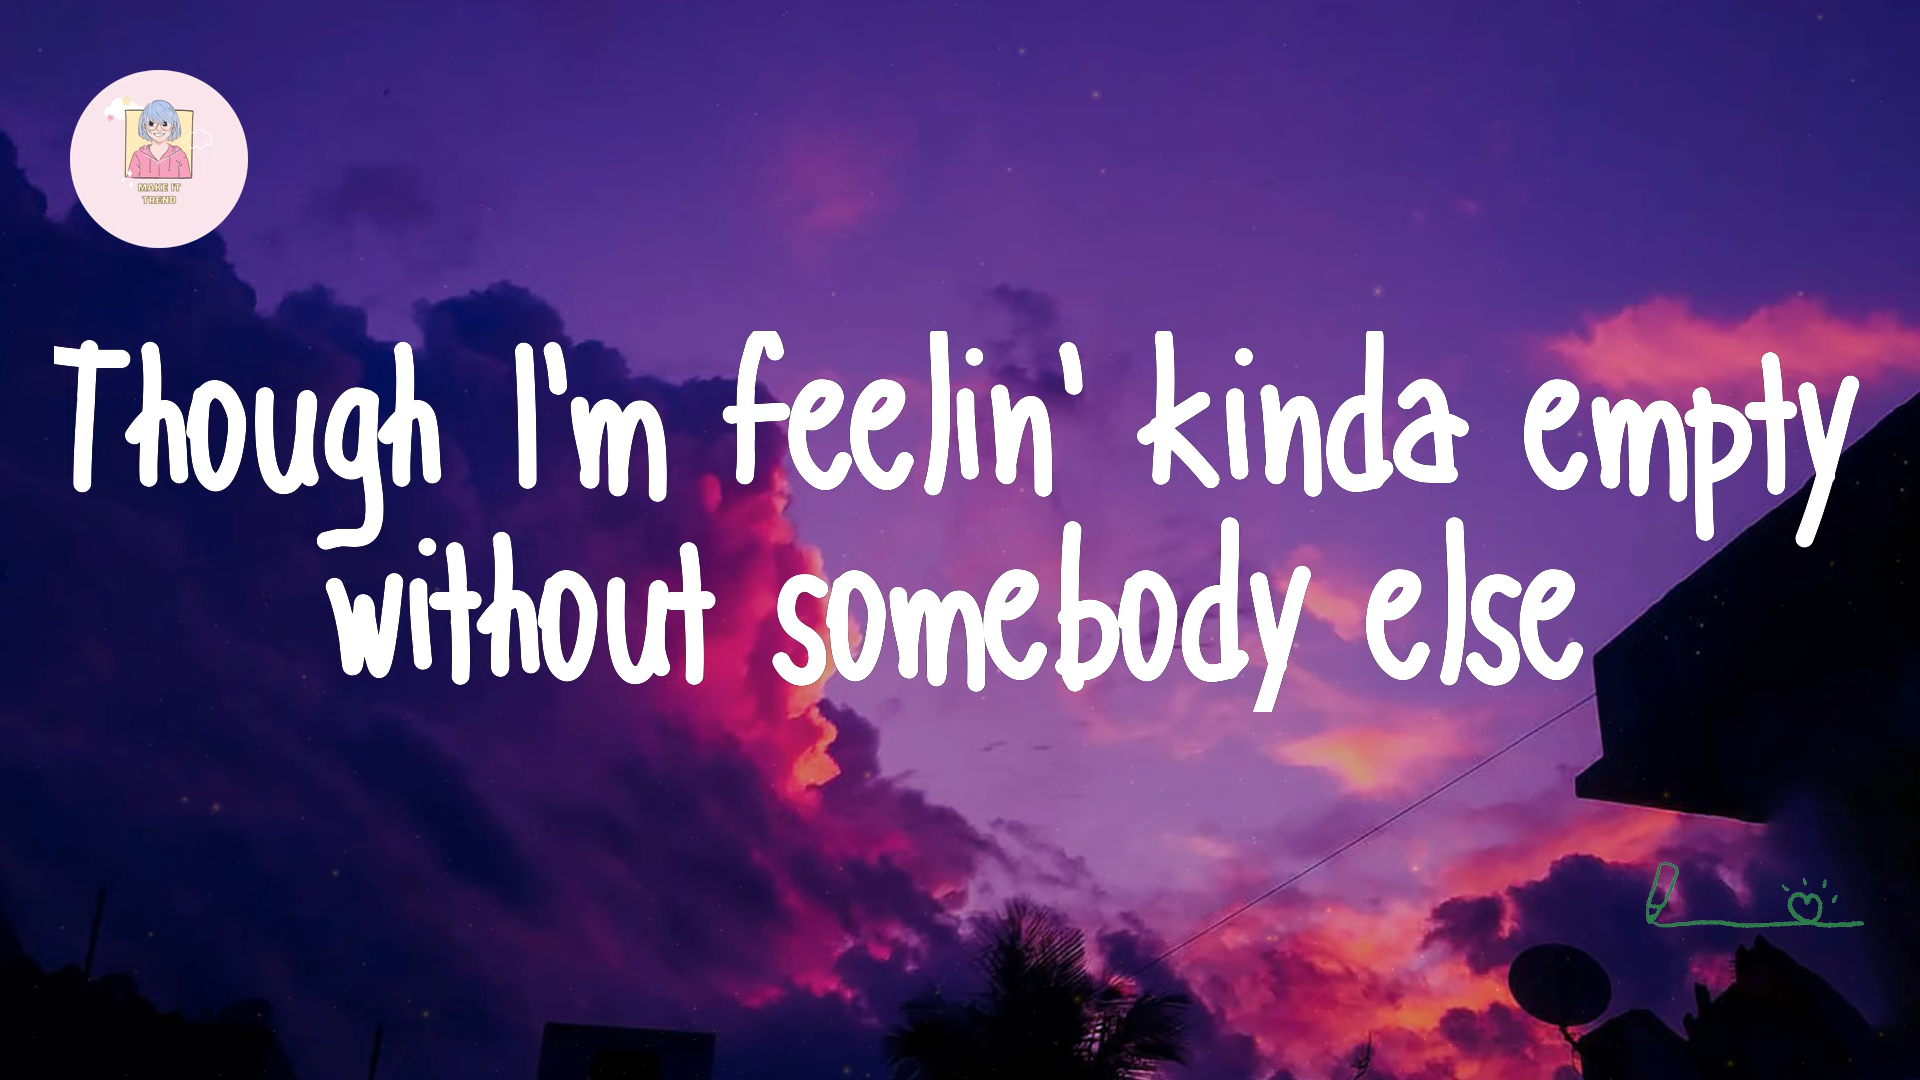 MAKE IT
TREND
Though I'm feelin' kinda empty
without somebody else